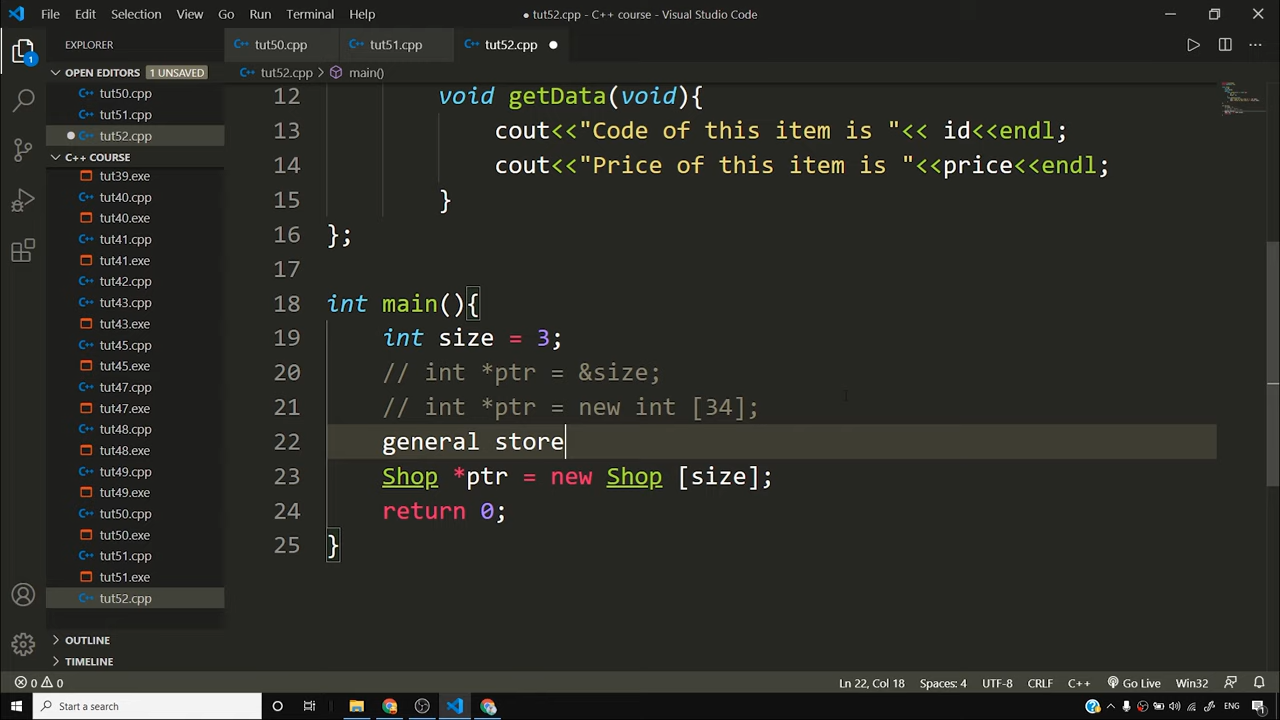 File Edit Selection View Go Run Terminal Help
● tut52.cpp - C++ course - Visual Studio Code
EXPLORER
tut50.cpp tut51.cpp tut52.cpp ●
OPEN EDITORS 1 UNSAVED
tut50.cpp
tut51.cpp
● tut52.cpp
C++ COURSE
tut39.exe
tut40.cpp
tut40.exe
tut41.cpp
tut41.exe
tut42.cpp
tut43.cpp
tut43.exe
tut45.cpp
tut45.exe
tut47.cpp
tut47.exe
tut48.cpp
tut48.exe
tut49.cpp
tut49.exe
tut50.cpp
tut50.exe
tut51.cpp
tut51.exe
tut52.cpp
OUTLINE
TIMELINE
tut52.cpp > main()
12 void getData(void){
13 cout<<"Code of this item is "<< id<<endl;
14 cout<<"Price of this item is "<<price<<endl;
15 }
16 };
17
18 int main(){
19 int size = 3;
20 // int *ptr = &size;
21 // int *ptr = new int [34];
22 general store
23 Shop *ptr = new Shop [size];
24 return 0;
25 }
0 0 Ln 22, Col 18 Spaces: 4 UTF-8 CRLF C++ Go Live Win32
Start a search